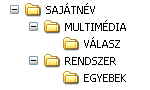 SAJÁTNÉV
MULTIMÉDIA
VÁLASZ
RENDSZER
EGYEBEK